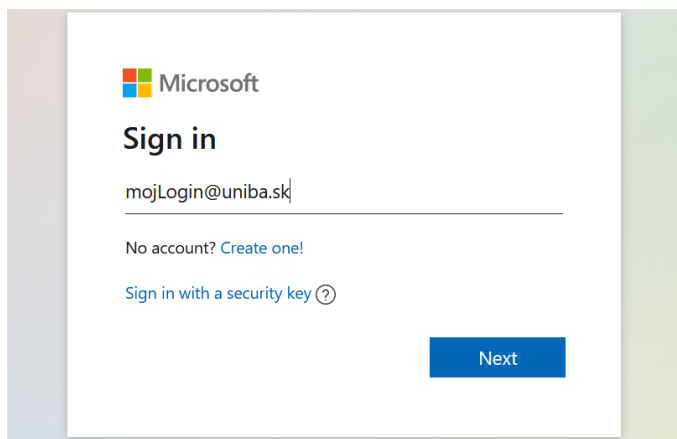 Microsoft
Sign in
mojLogin@uniba.sk
No account? Create one!
Sign in with a security key ?
Next